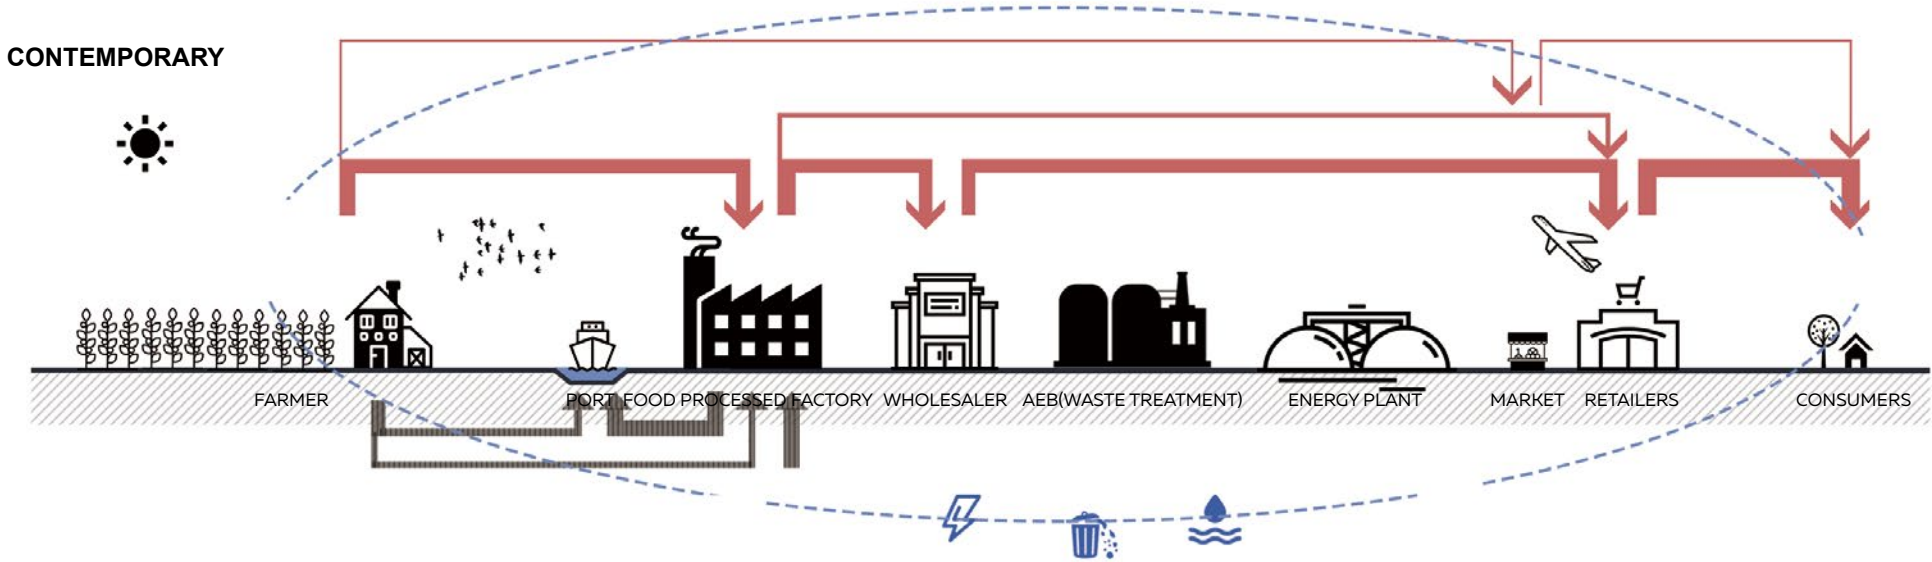 CONTEMPORARY
FARMER
PORT
FOOD PROCESSED FACTORY
WHOLESALER
AEB(WASTE TREATMENT)
ENERGY PLANT
MARKET
RETAILERS
CONSUMERS